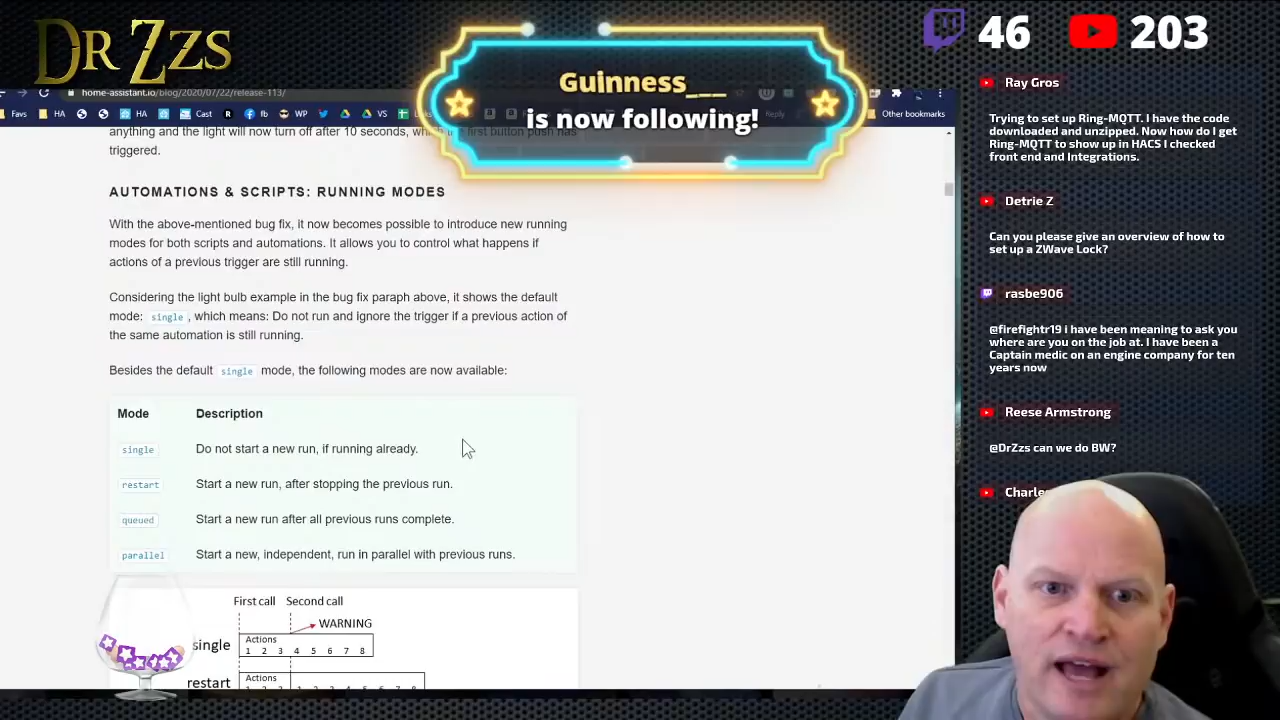 DR ZZS
Guinness___
is now following!
46
203
home-assistant.io/blog/2020/07/22/release-113/
Favs
HA
HA
Cast
fb
WP
VS
Other bookmarks
anything and the light will now turn off after 10 seconds, which the first button push has
triggered.
AUTOMATIONS & SCRIPTS: RUNNING MODES
With the above-mentioned bug fix, it now becomes possible to introduce new running
modes for both scripts and automations. It allows you to control what happens if
actions of a previous trigger are still running.
Considering the light bulb example in the bug fix paraph above, it shows the default
mode: single, which means: Do not run and ignore the trigger if a previous action of
the same automation is still running.
Besides the default single mode, the following modes are now available:
Mode Description
single Do not start a new run, if running already.
restart Start a new run, after stopping the previous run.
queued Start a new run after all previous runs complete.
parallel Start a new, independent, run in parallel with previous runs.
First call Second call
WARNING
single
Actions
1 2 3 4 5 6 7 8
restart
Actions
Ray Gros
Trying to set up Ring-MQTT. I have the code
downloaded and unzipped. Now how do I get
Ring-MQTT to show up in HACS I checked
front end and Integrations.
Detrie Z
Can you please give an overview of how to
set up a ZWave Lock?
rasbe906
@firefightr19 i have been meaning to ask you
where are you on the job at. I have been a
Captain medic on an engine company for ten
years now
Reese Armstrong
@DrZzs can we do BW?